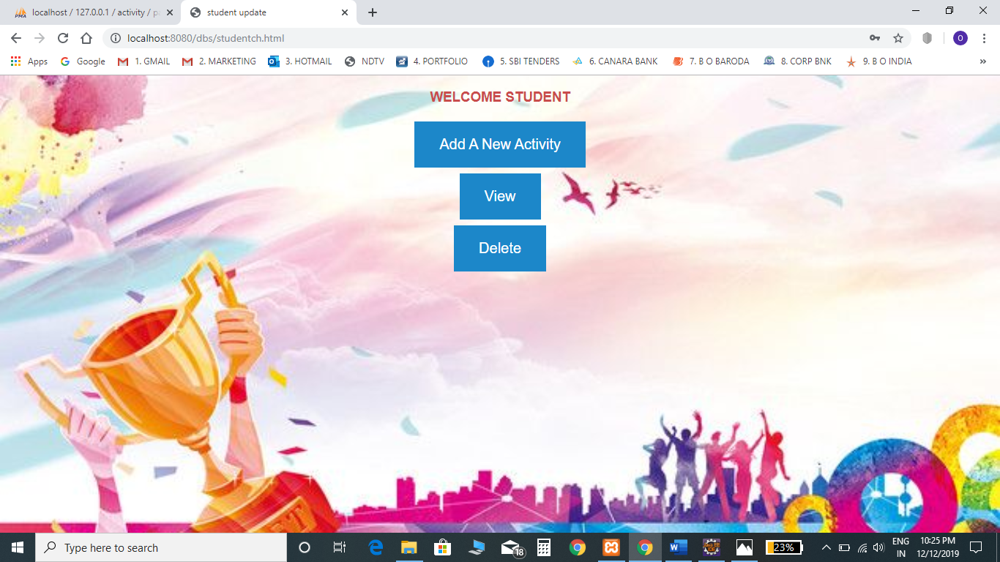 localhost / 127.0.0.1 / activity / pa
student update
localhost:8080/dbs/studentch.html
O
Apps
Google
1. GMAIL
2. MARKETING
3. HOTMAIL
NDTV
4. PORTFOLIO
5. SBI TENDERS
6. CANARA BANK
7. B O BARODA
8. CORP BNK
9. B O INDIA
WELCOME STUDENT
Add A New Activity
View
Delete
Type here to search
18
23%
ENG
IN
10:25 PM
12/12/2019